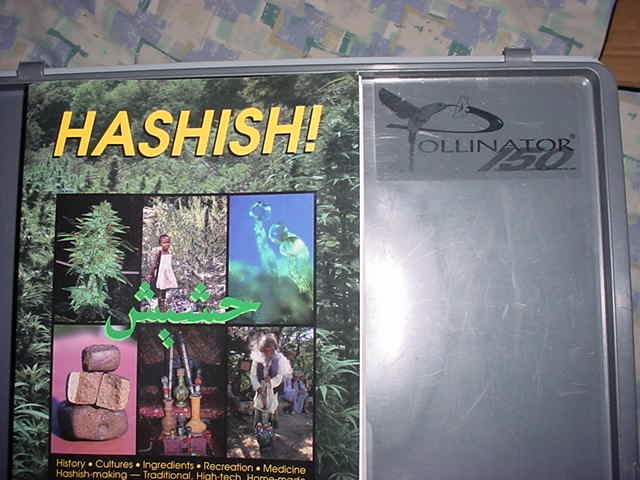 HASHISH!
POLLINATOR®
150
حشيش
History • Cultures • Ingredients • Recreation • Medicine
Hashish-making — Traditional, High-tech, Home-made